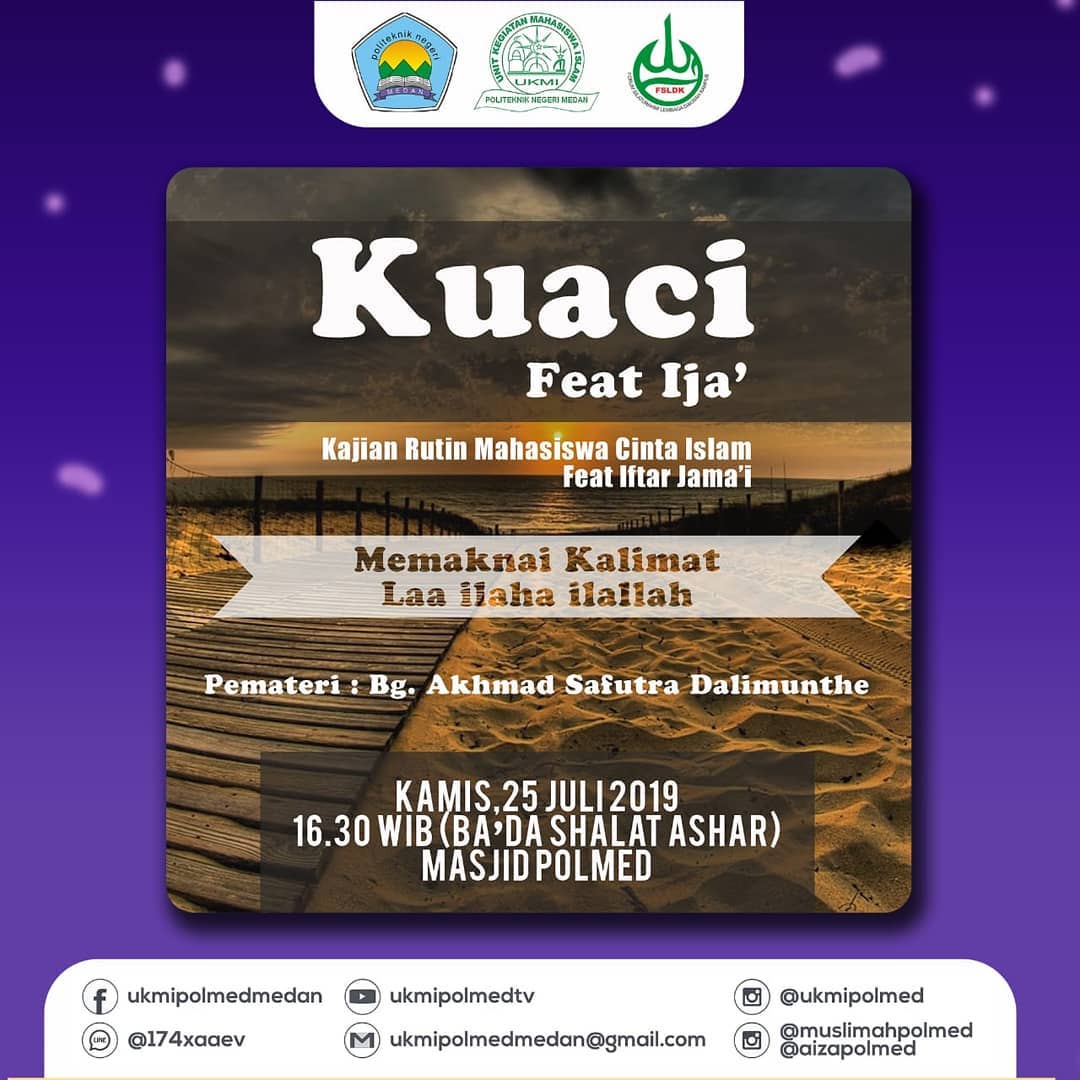 politeknik negeri
MEDAN
UNIT KEGIATAN MAHASISWA ISLAM
UKMI
POLITEKNIK NEGERI MEDAN
FSLDK
Kuaci
Feat Ija'
Kajian Rutin Mahasiswa Cinta Islam
Feat Iftar Jama'i
Memaknai Kalimat
Laa ilaha ilallah
Pemateri : Bg. Akhmad Safutra Dalimunthe
KAMIS,25 JULI 2019
16.30 WIB (BA'DA SHALAT ASHAR)
MASJID POLMED
ukmipolmedmedan
ukmipolmedtv
@ukmipolmed
LINE
@174xaaev
ukmipolmedmedan@gmail.com
@muslimahpolmed
@aizapolmed